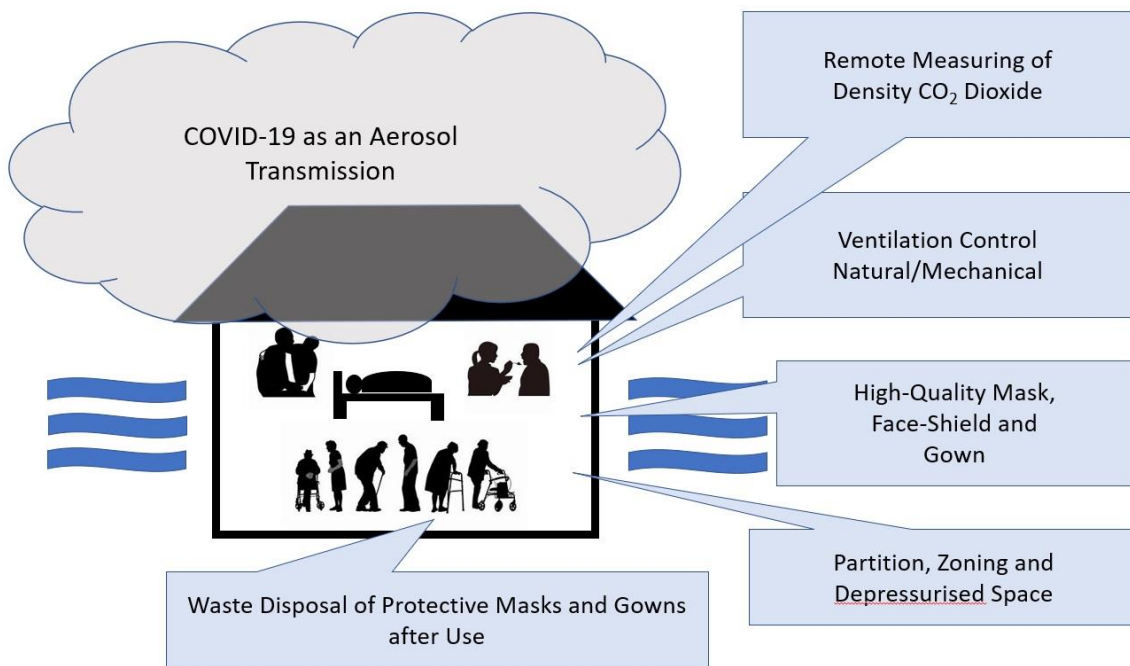 COVID-19 as an Aerosol
Transmission
Remote Measuring of
Density CO₂ Dioxide
Ventilation Control
Natural/Mechanical
High-Quality Mask,
Face-Shield and
Gown
Partition, Zoning and
Depressurised Space
Waste Disposal of Protective Masks and Gowns
after Use